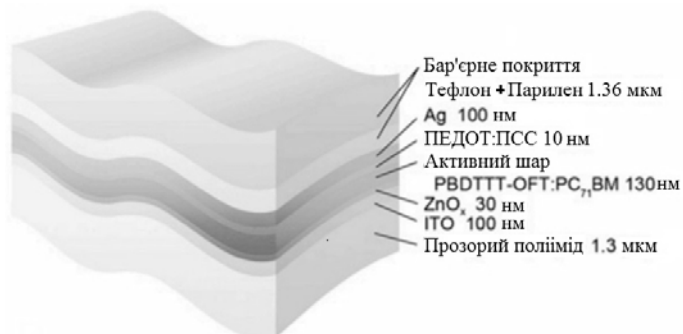 Бар'єрне покриття
Тефлон + Парилен 1.36 мкм
Ag 100 нм
ПЕДОТ:ПСС 10 нм
Активний шар
PBDTTT-OFT:PC₇₁BM 130нм
ZnOₓ 30 нм
ITO 100 нм
Прозорий поліімід 1.3 мкм